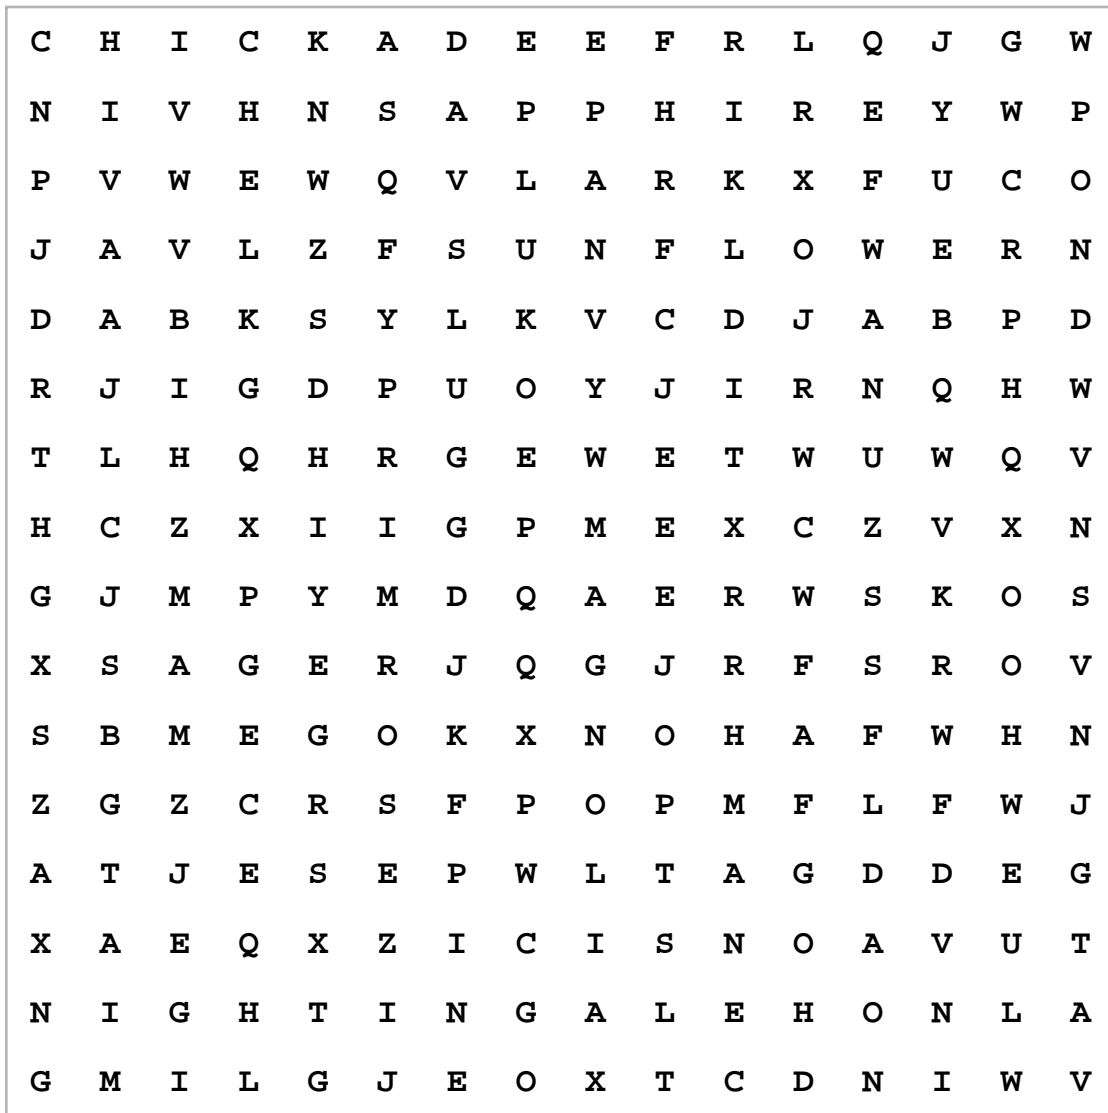 C H I C K A D E E F R L Q J G W
N I V H N S A P P H I R E Y W P
P V W E W Q V L A R K X F U C O
J A V L Z F S U N F L O W E R N
D A B K S Y L K V C D J A B P D
R J I G D P U O Y J I R N Q H W
T L H Q H R G E W E T W U W Q V
H C Z X I I G P M E X C Z V X N
G J M P Y M D Q A E R W S K O S
X S A G E R J Q G J R F S R O V
S B M E G O K X N O H A F W H N
Z G Z C R S F P O P M F L F W J
A T J E S E P W L T A G D D E G
X A E Q X Z I C I S N O A V U T
N I G H T I N G A L E H O N L A
G M I L G J E O X T C D N I W V